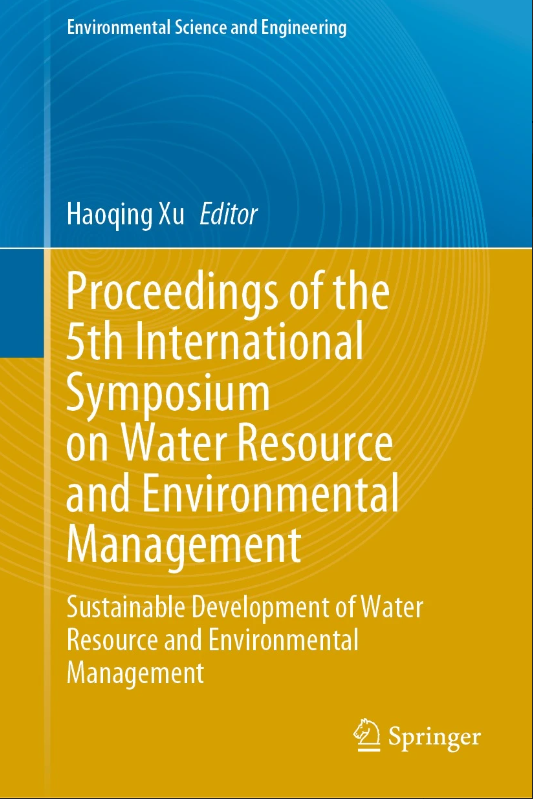 Environmental Science and Engineering
Haoqing Xu Editor
Proceedings of the
5th International
Symposium
on Water Resource
and Environmental
Management
Sustainable Development of Water
Resource and Environmental
Management
Springer